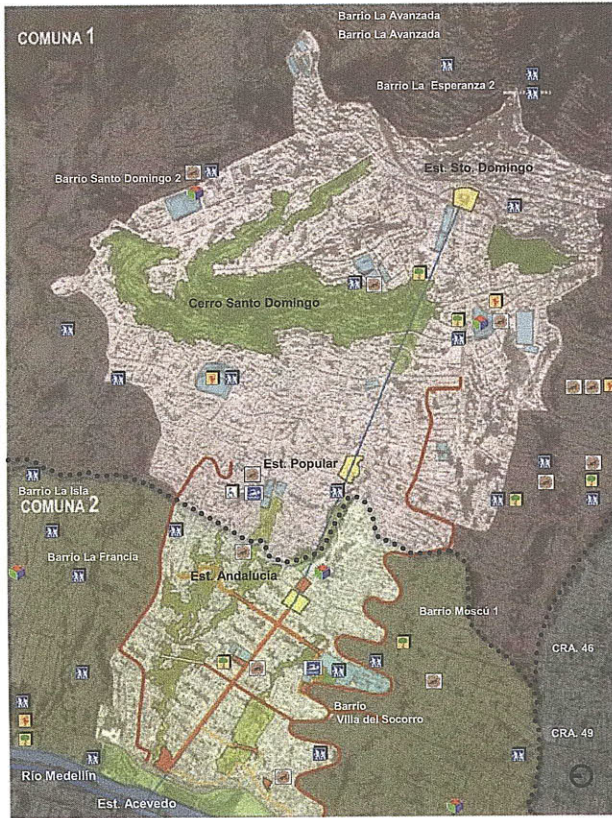 Barrio La Avanzada
COMUNA 1
Barrio La Avanzada
Barrio La Esperanza 2
Barrio Santo Domingo 2
Est. Sto. Domingo
Cerro Santo Domingo
Est. Popular
Barrio La Isla
COMUNA 2
Barrio La Francia
Est. Andalucía
Barrio Moscú 1
CRA. 46
Barrio
Villa del Socorro
CRA. 49
Río Medellín
Est. Acevedo